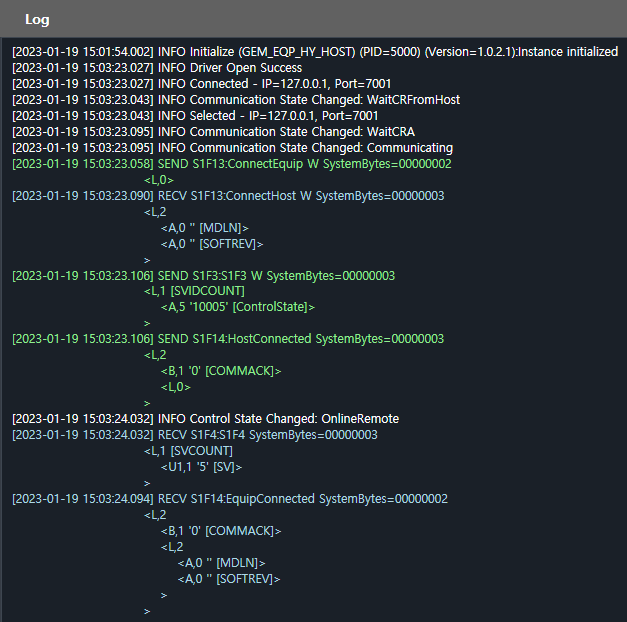 Log
[2023-01-19 15:01:54.002] INFO Initialize (GEM_EQP_HY_HOST) (PID=5000) (Version=1.0.2.1):Instance initialized
[2023-01-19 15:03:23.027] INFO Driver Open Success
[2023-01-19 15:03:23.027] INFO Connected - IP=127.0.0.1, Port=7001
[2023-01-19 15:03:23.043] INFO Communication State Changed: WaitCRFromHost
[2023-01-19 15:03:23.043] INFO Selected - IP=127.0.0.1, Port=7001
[2023-01-19 15:03:23.095] INFO Communication State Changed: WaitCRA
[2023-01-19 15:03:23.095] INFO Communication State Changed: Communicating
[2023-01-19 15:03:23.058] SEND S1F13:ConnectEquip W SystemBytes=00000002
<L,0>
[2023-01-19 15:03:23.090] RECV S1F13:ConnectHost W SystemBytes=00000003
<L,2
<A,0 '' [MDLN]>
<A,0 '' [SOFTREV]>
>
[2023-01-19 15:03:23.106] SEND S1F3:S1F3 W SystemBytes=00000003
<L,1 [SVIDCOUNT]
<A,5 '10005' [ControlState]>
>
[2023-01-19 15:03:23.106] SEND S1F14:HostConnected SystemBytes=00000003
<L,2
<B,1 '0' [COMMACK]>
<L,0>
>
[2023-01-19 15:03:24.032] INFO Control State Changed: OnlineRemote
[2023-01-19 15:03:24.032] RECV S1F4:S1F4 SystemBytes=00000003
<L,1 [SVCOUNT]
<U1,1 '5' [SV]>
>
[2023-01-19 15:03:24.094] RECV S1F14:EquipConnected SystemBytes=00000002
<L,2
<B,1 '0' [COMMACK]>
<L,2
<A,0 '' [MDLN]>
<A,0 '' [SOFTREV]>
>
>